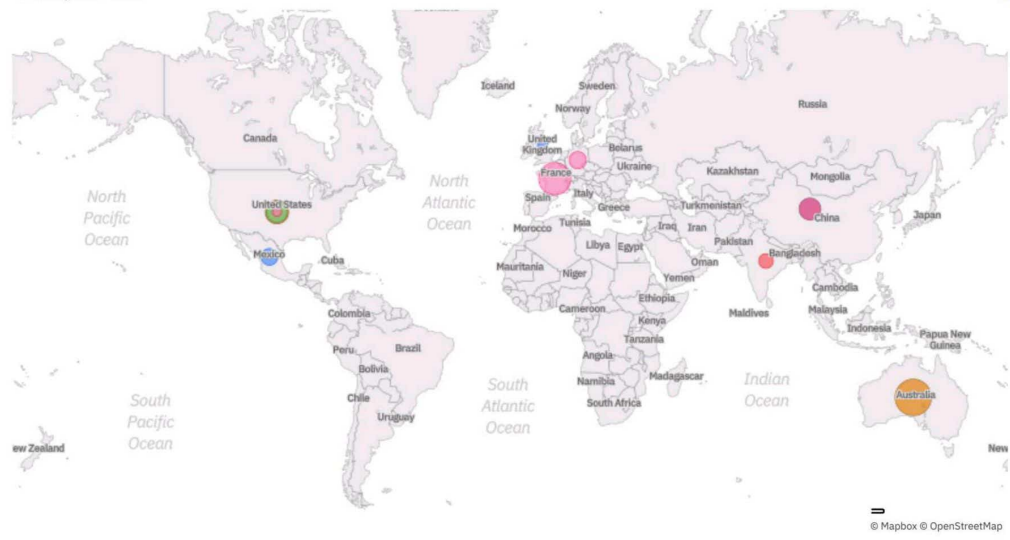 Iceland
Sweden
Norway
Russia
Canada
United
Kingdom
Belarus
Ukraine
France
Kazakhstan
Mongolia
North
Pacific
Ocean
North
Atlantic
Ocean
United States
Spain
Italy
Greece
Turkmenistan
China
Japan
Morocco
Tunisia
Iraq
Iran
Pakistan
Libya
Egypt
Mexico
Cuba
Bangladesh
Oman
Mauritania
Niger
Yemen
Cambodia
Ethiopia
Cameroon
Maldives
Malaysia
Colombia
Kenya
Indonesia
Tanzania
Papua New
Guinea
Peru
Brazil
Angola
Bolivia
Madagascar
Namibia
South
Atlantic
Ocean
Indian
Ocean
Chile
South
Pacific
Ocean
Uruguay
South Africa
Australia
ew Zealand
New
© Mapbox © OpenStreetMap